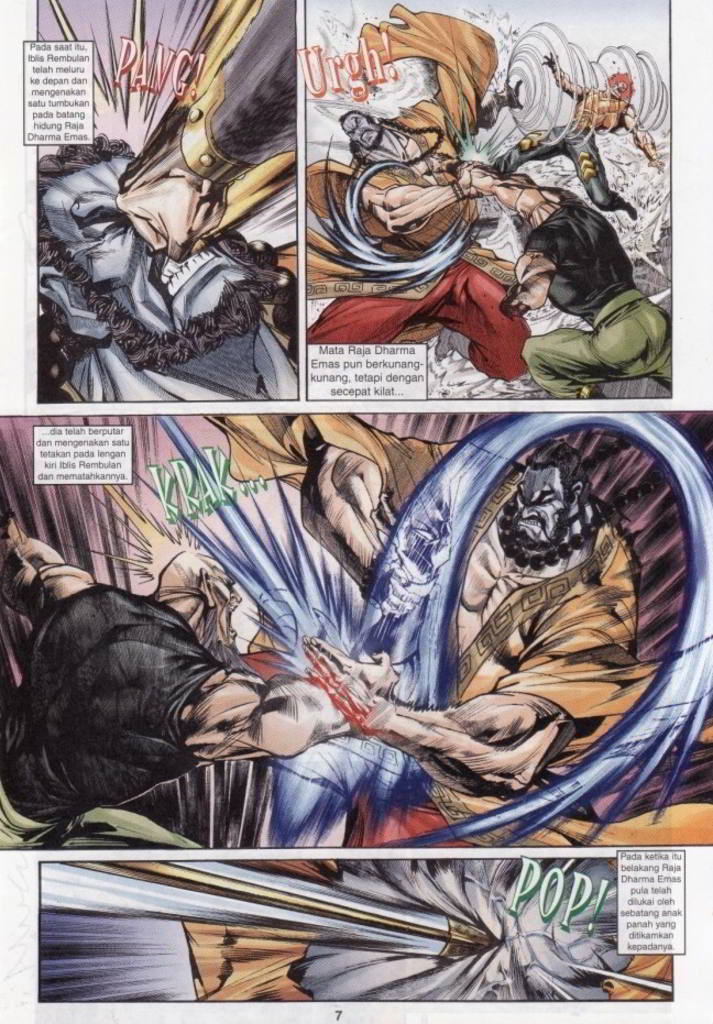 Pada saat itu,
Iblis Rembulan
telah meluru
ke depan dan
mengenakan
satu tumbukan
pada batang
hidung Raja
Dharma Emas.
PANG!
Urgh!
Mata Raja Dharma
Emas pun berkunang-
kunang, tetapi dengan
secepat kilat...
...dia telah berputar
dan mengenakan satu
tetakan pada lengan
kiri Iblis Rembulan
dan mematahkannya.
KRAK...
POP!
Pada ketika itu
belakang Raja
Dharma Emas
pula telah
dilukai oleh
sebatang anak
panah yang
ditikamkan
kepadanya.
7